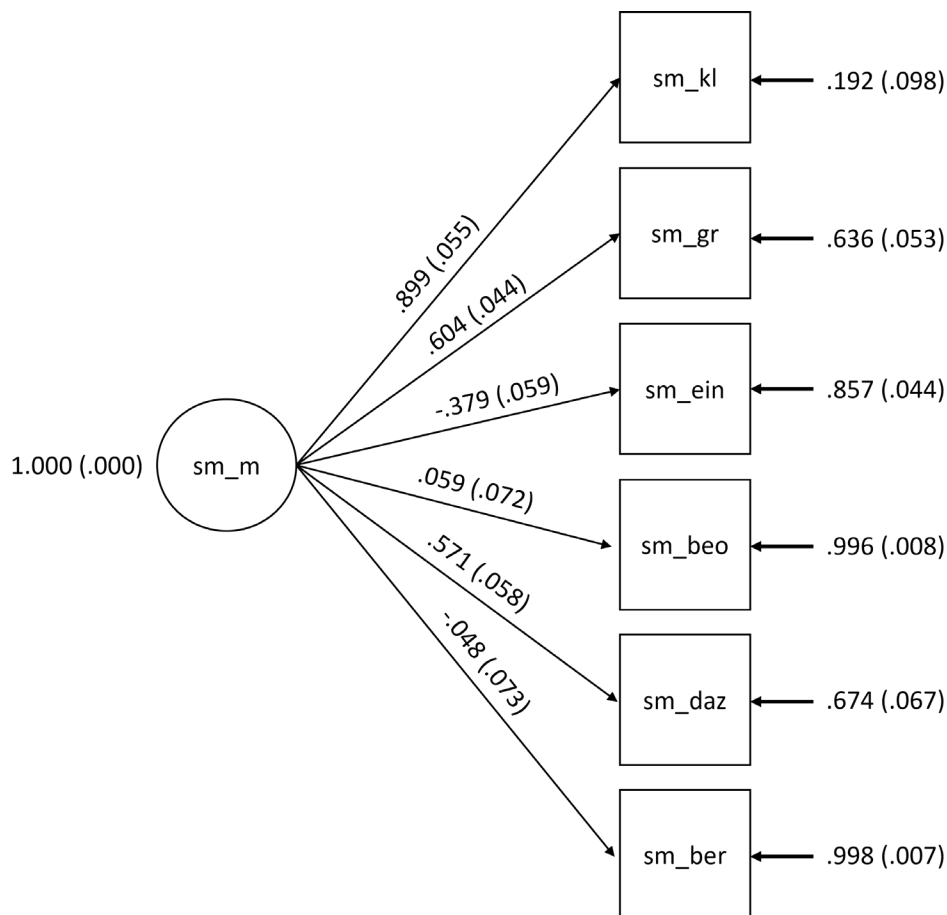 sm_kl
.192 (.098)
.899 (.055)
sm_gr
.636 (.053)
.604 (.044)
sm_ein
.857 (.044)
-.379 (.059)
1.000 (.000)
sm_m
.059 (.072)
sm_beo
.996 (.008)
.571 (.058)
sm_daz
.674 (.067)
-.048 (.073)
sm_ber
.998 (.007)